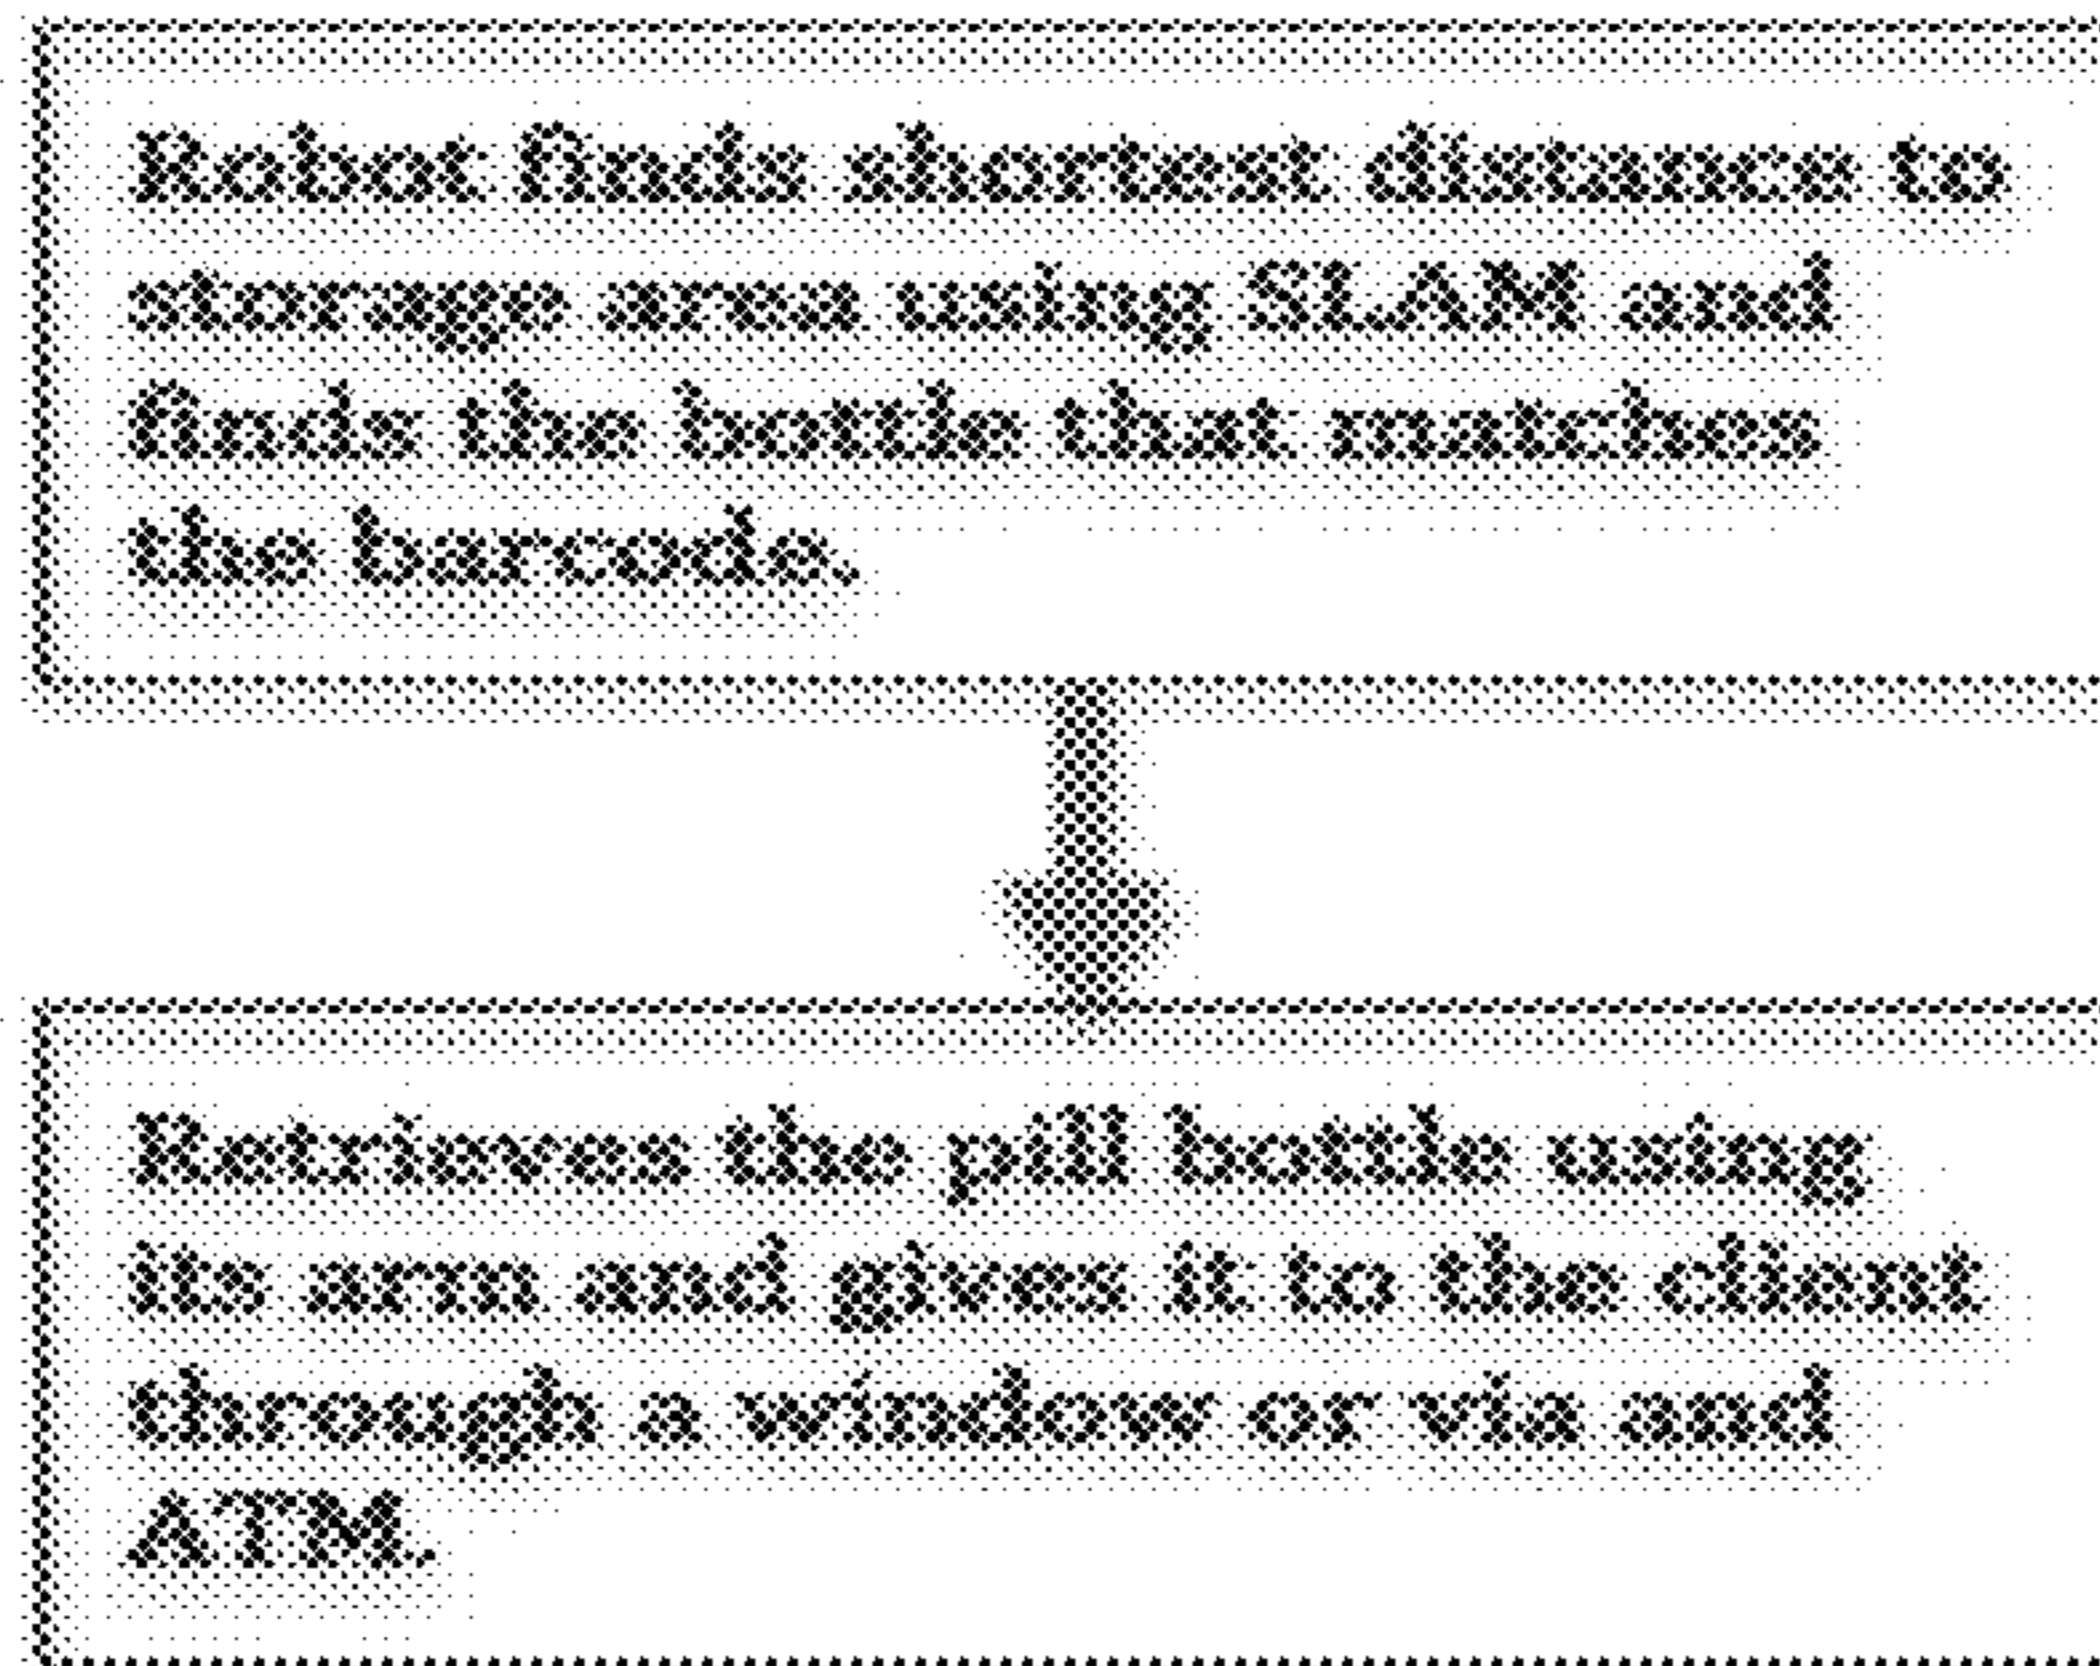 Robot finds shortest distance to
storage area using SLAM and
finds the bottle that matches
the barcode.
Retrieves the pill bottle using
its arm and gives it to the client
through a window or via and
ATM.